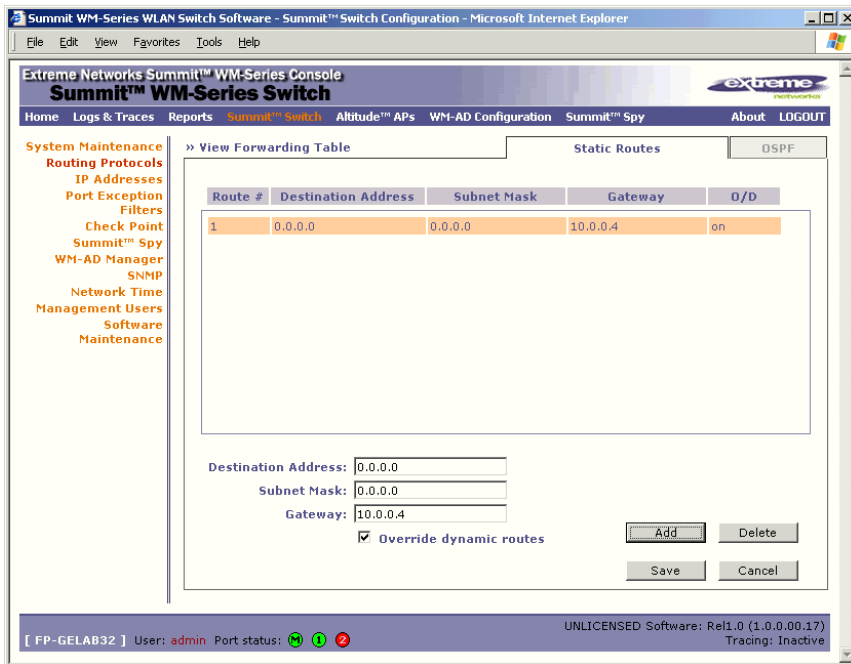 Summit WM-Series WLAN Switch Software - Summit™ Switch Configuration - Microsoft Internet Explorer
File Edit View Favorites Tools Help
Extreme Networks Summit™ WM-Series Console
Summit™ WM-Series Switch
extreme
networks
Home Logs & Traces Reports Summit™ Switch Altitude™ APs WM-AD Configuration Summit™ Spy About LOGOUT
System Maintenance
Routing Protocols
IP Addresses
Port Exception
Filters
Check Point
Summit™ Spy
WM-AD Manager
SNMP
Network Time
Management Users
Software
Maintenance
» View Forwarding Table
Static Routes
OSPF
Route # Destination Address Subnet Mask Gateway O/D
1 0.0.0.0 0.0.0.0 10.0.0.4 on
Destination Address: 0.0.0.0
Subnet Mask: 0.0.0.0
Gateway: 10.0.0.4
Override dynamic routes
Add Delete
Save Cancel
[ FP-GELAB32 ] User: admin Port status: M 1 2
UNLICENSED Software: Rel1.0 (1.0.0.00.17)
Tracing: Inactive